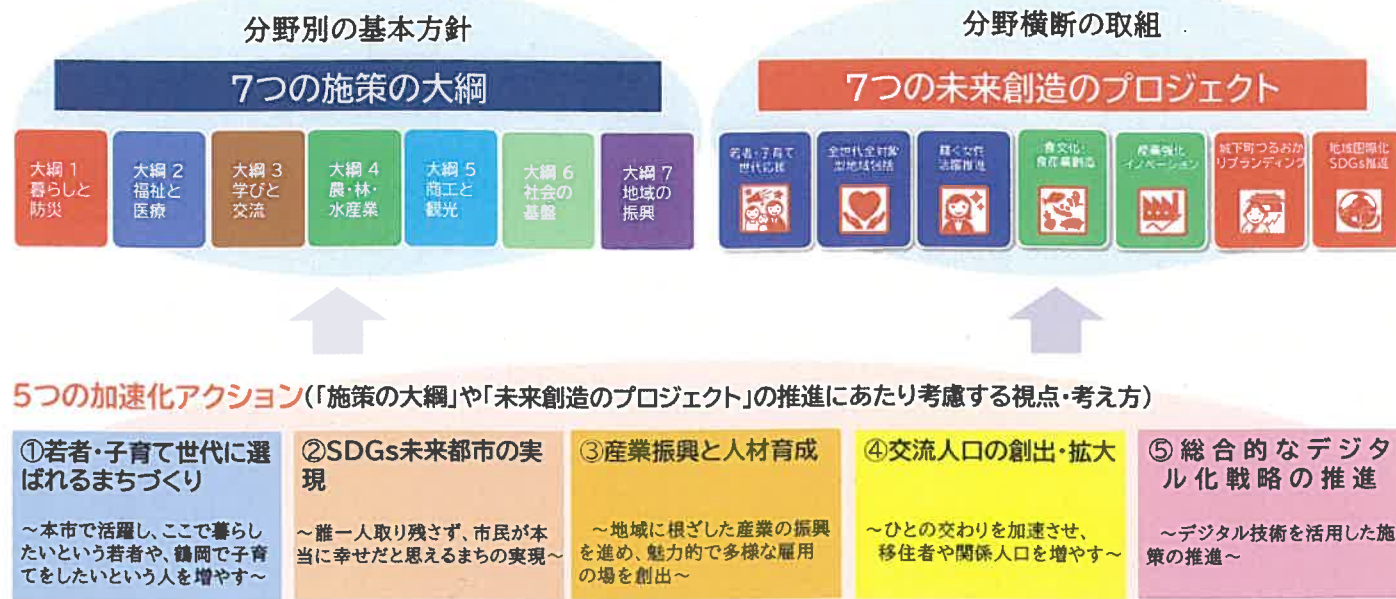 分野別の基本方針
7つの施策の大綱
大綱 1
暮らしと
防災
大綱 2
福祉と
医療
大綱 3
学びと
交流
大綱 4
農・林・
水産業
大綱 5
商工と
観光
大綱 6
社会の
基盤
大綱 7
地域の
振興
分野横断の取組
7つの未来創造のプロジェクト
若者・子育て
世代応援
全世代全対象
型地域包括
輝く女性
活躍推進
食文化・
食産業創造
産業強化
イノベーション
城下町つるおか
リブランディング
地域国際化
SDGs推進
5つの加速化アクション(「施策の大綱」や「未来創造のプロジェクト」の推進にあたり考慮する視点・考え方)
①若者・子育て世代に選
ばれるまちづくり
～本市で活躍し、ここで暮らし
たいという若者や、鶴岡で子育
てをしたいという人を増やす～
②SDGs未来都市の実
現
～誰一人取り残さず、市民が本
当に幸せだと思えるまちの実現～
③産業振興と人材育成
～地域に根ざした産業の振興
を進め、魅力的で多様な雇用
の場を創出～
④交流人口の創出・拡大
～ひとの交わりを加速させ、
移住者や関係人口を増やす～
⑤総合的なデジタ
ル化戦略の推進
～デジタル技術を活用した施
策の推進～